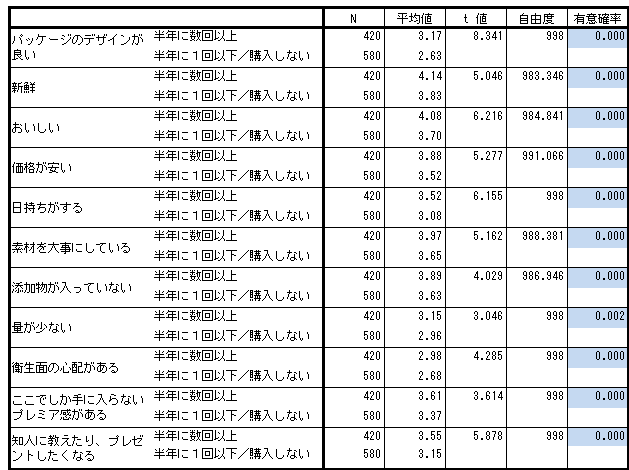 N 平均値 t 値 自由度 有意確率
パッケージのデザインが 半年に数回以上 420 3.17 8.341 998 0.000
良い 半年に１回以下／購入しない 580 2.63
新鮮 半年に数回以上 420 4.14 5.046 983.346 0.000
半年に１回以下／購入しない 580 3.83
おいしい 半年に数回以上 420 4.08 6.216 984.841 0.000
半年に１回以下／購入しない 580 3.70
価格が安い 半年に数回以上 420 3.88 5.277 991.066 0.000
半年に１回以下／購入しない 580 3.52
日持ちがする 半年に数回以上 420 3.52 6.155 998 0.000
半年に１回以下／購入しない 580 3.08
素材を大事にしている 半年に数回以上 420 3.97 5.162 988.381 0.000
半年に１回以下／購入しない 580 3.65
添加物が入っていない 半年に数回以上 420 3.89 4.029 986.946 0.000
半年に１回以下／購入しない 580 3.63
量が少ない 半年に数回以上 420 3.15 3.046 998 0.002
半年に１回以下／購入しない 580 2.96
衛生面の心配がある 半年に数回以上 420 2.98 4.285 998 0.000
半年に１回以下／購入しない 580 2.68
ここでしか手に入らない 半年に数回以上 420 3.61 3.614 998 0.000
プレミア感がある 半年に１回以下／購入しない 580 3.37
知人に教えたり、プレゼ 半年に数回以上 420 3.55 5.878 998 0.000
ントしたくなる 半年に１回以下／購入しない 580 3.15